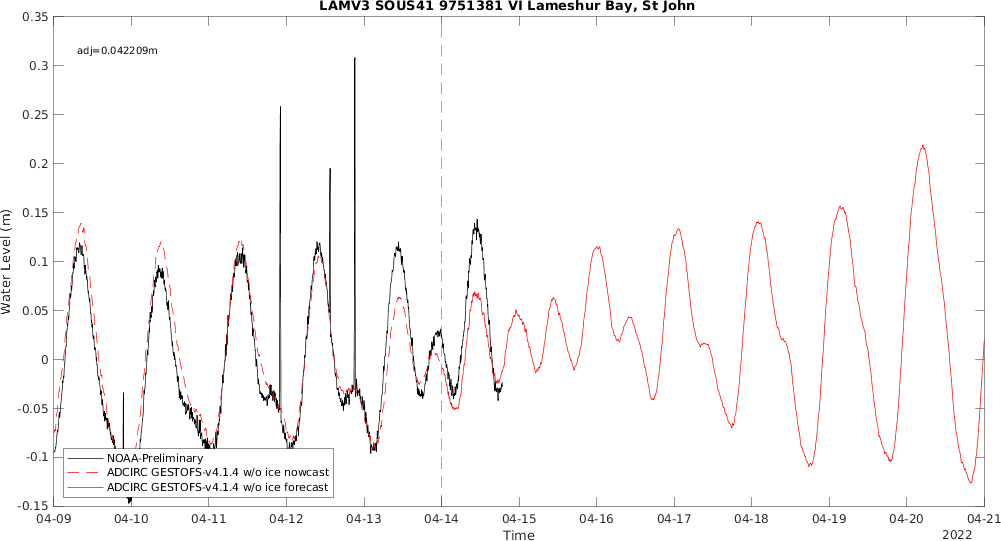 LAMV3 SOUS41 9751381 VI Lameshur Bay, St John
adj=0.042209m
Water Level (m)
0.35
0.3
0.25
0.2
0.15
0.1
0.05
0
-0.05
-0.1
-0.15
NOAA-Preliminary
ADCIRC GESTOFS-v4.1.4 w/o ice nowcast
ADCIRC GESTOFS-v4.1.4 w/o ice forecast
04-09 04-10 04-11 04-12 04-13 04-14 04-15 04-16 04-17 04-18 04-19 04-20 04-21
Time
2022